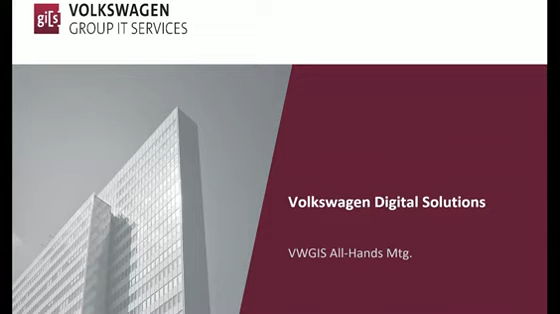 gi[s
VOLKSWAGEN
GROUP IT SERVICES
Volkswagen Digital Solutions
VWGIS All-Hands Mtg.